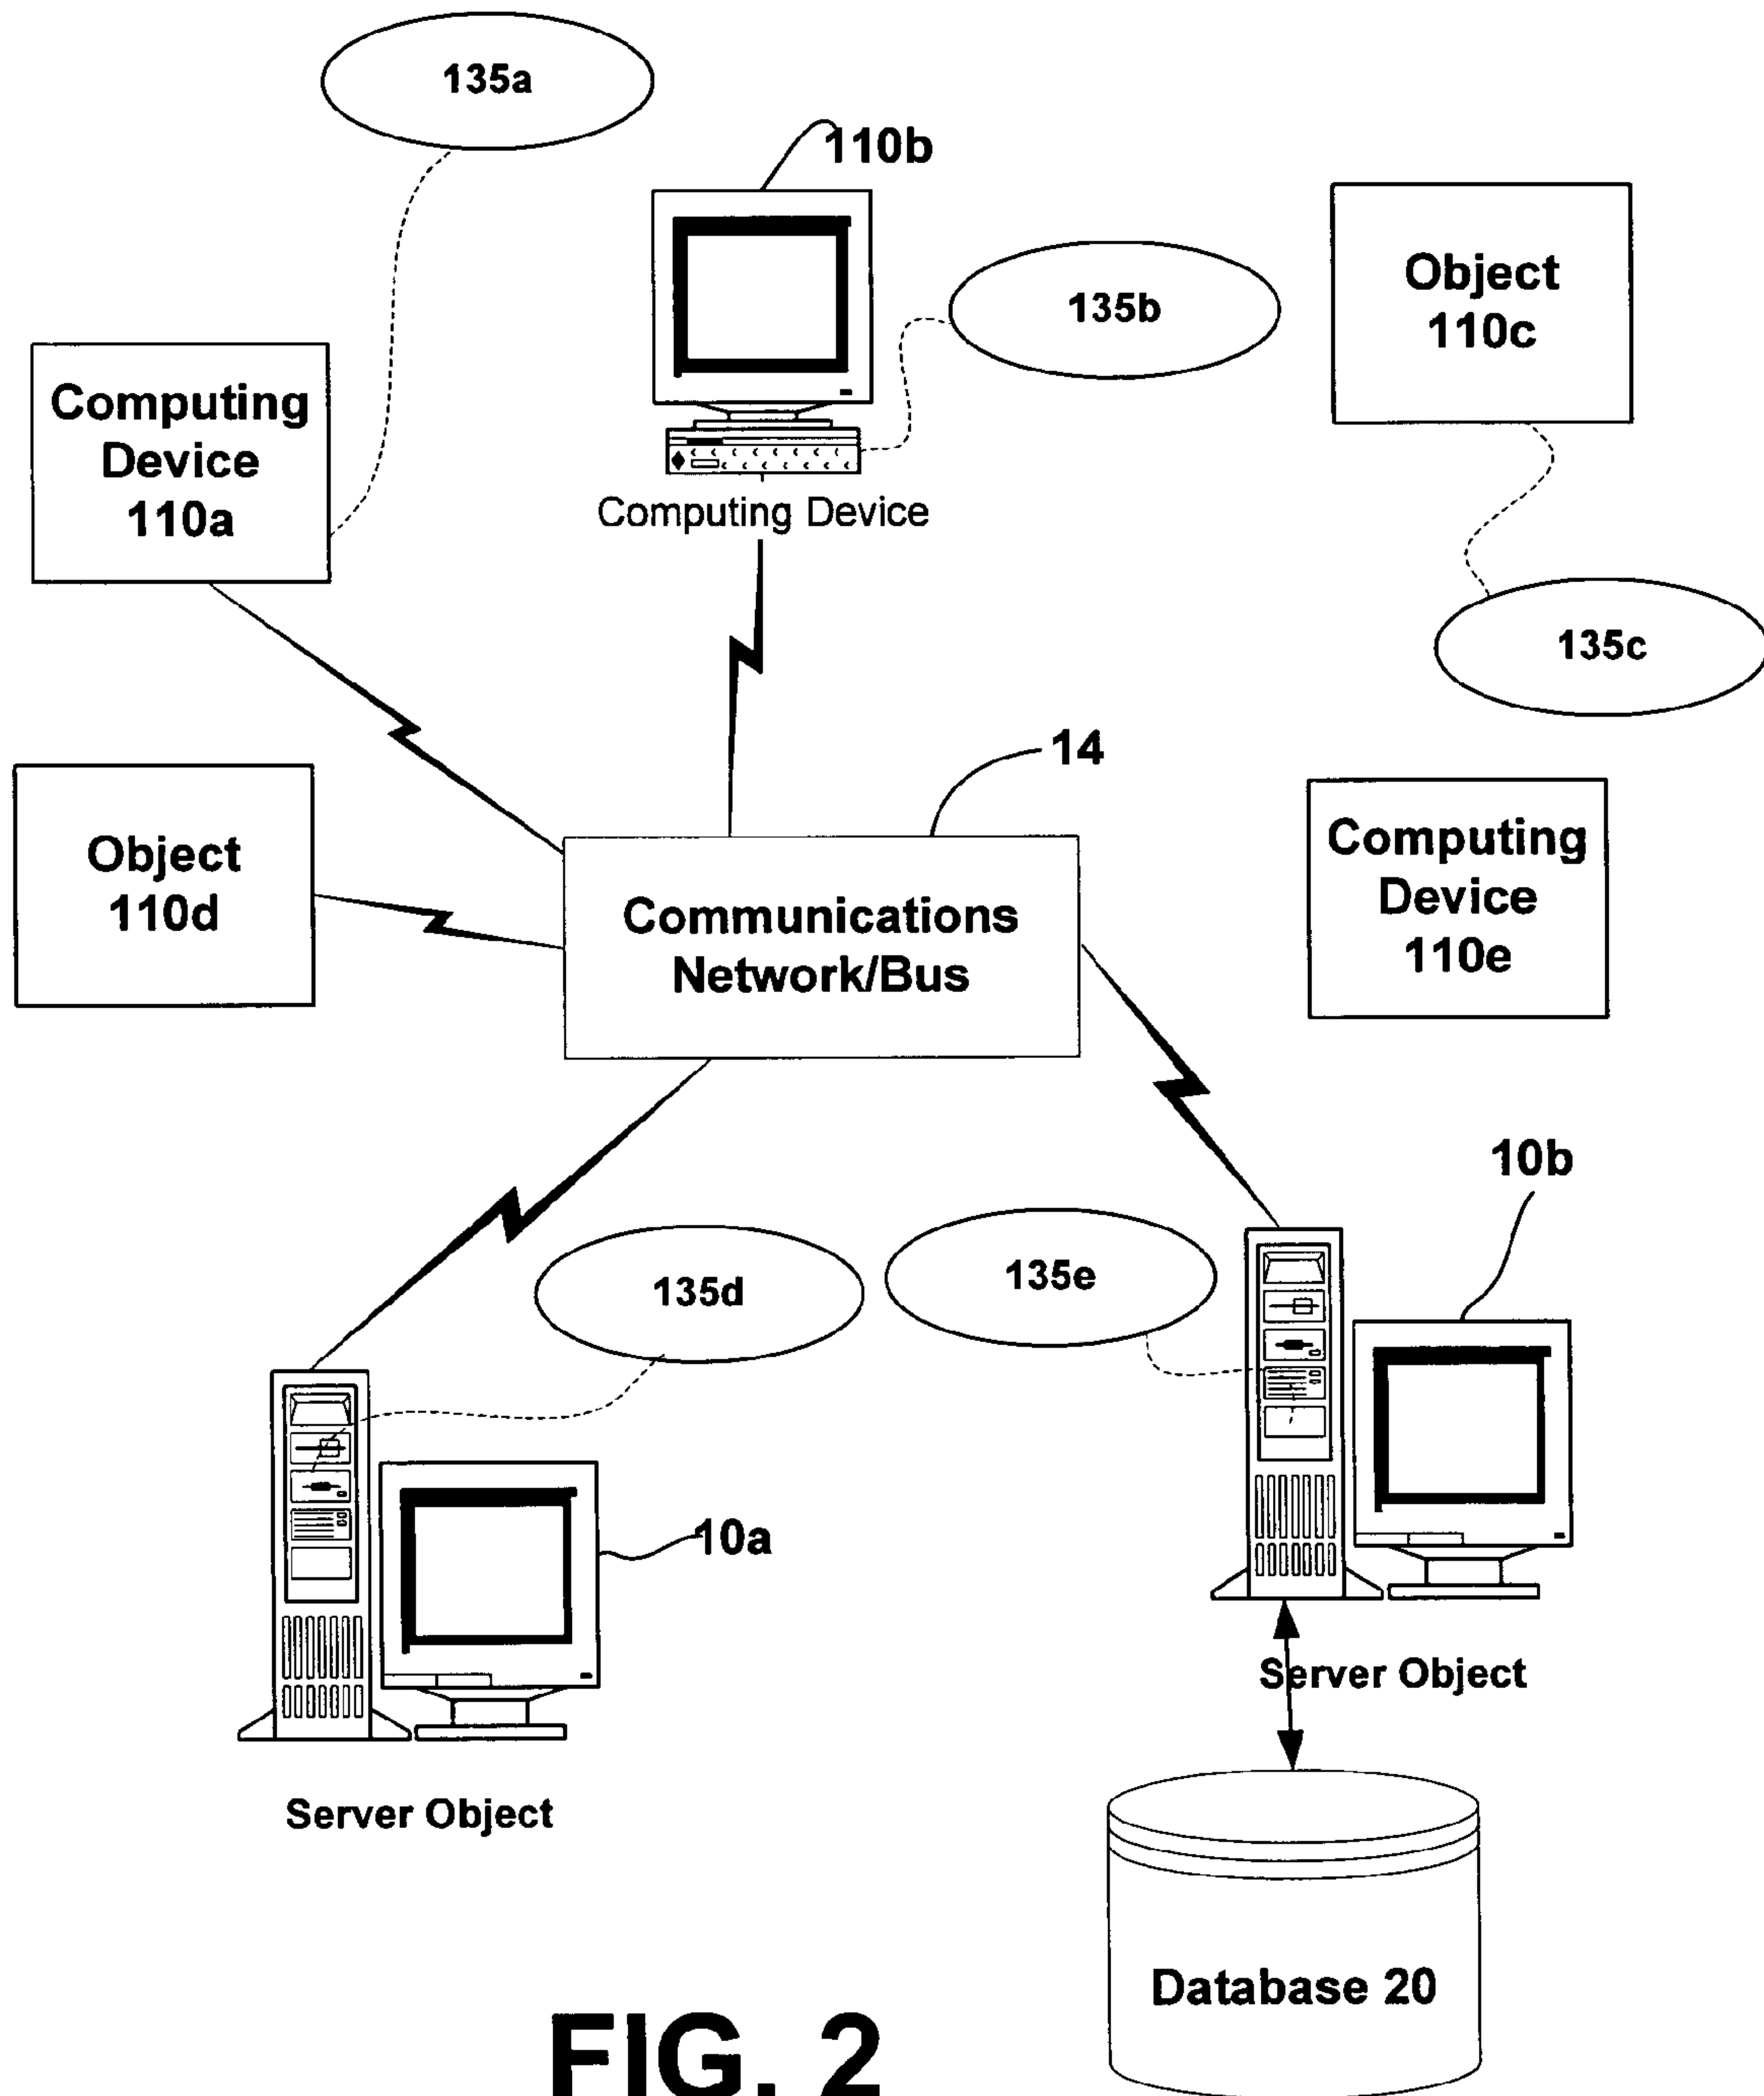 135a
110b
135b
Object
110c
Computing
Device
110a
Computing Device
135c
14
Object
110d
Communications
Network/Bus
Computing
Device
110e
10b
135d
135e
10a
Server Object
Server Object
Database 20
FIG. 2